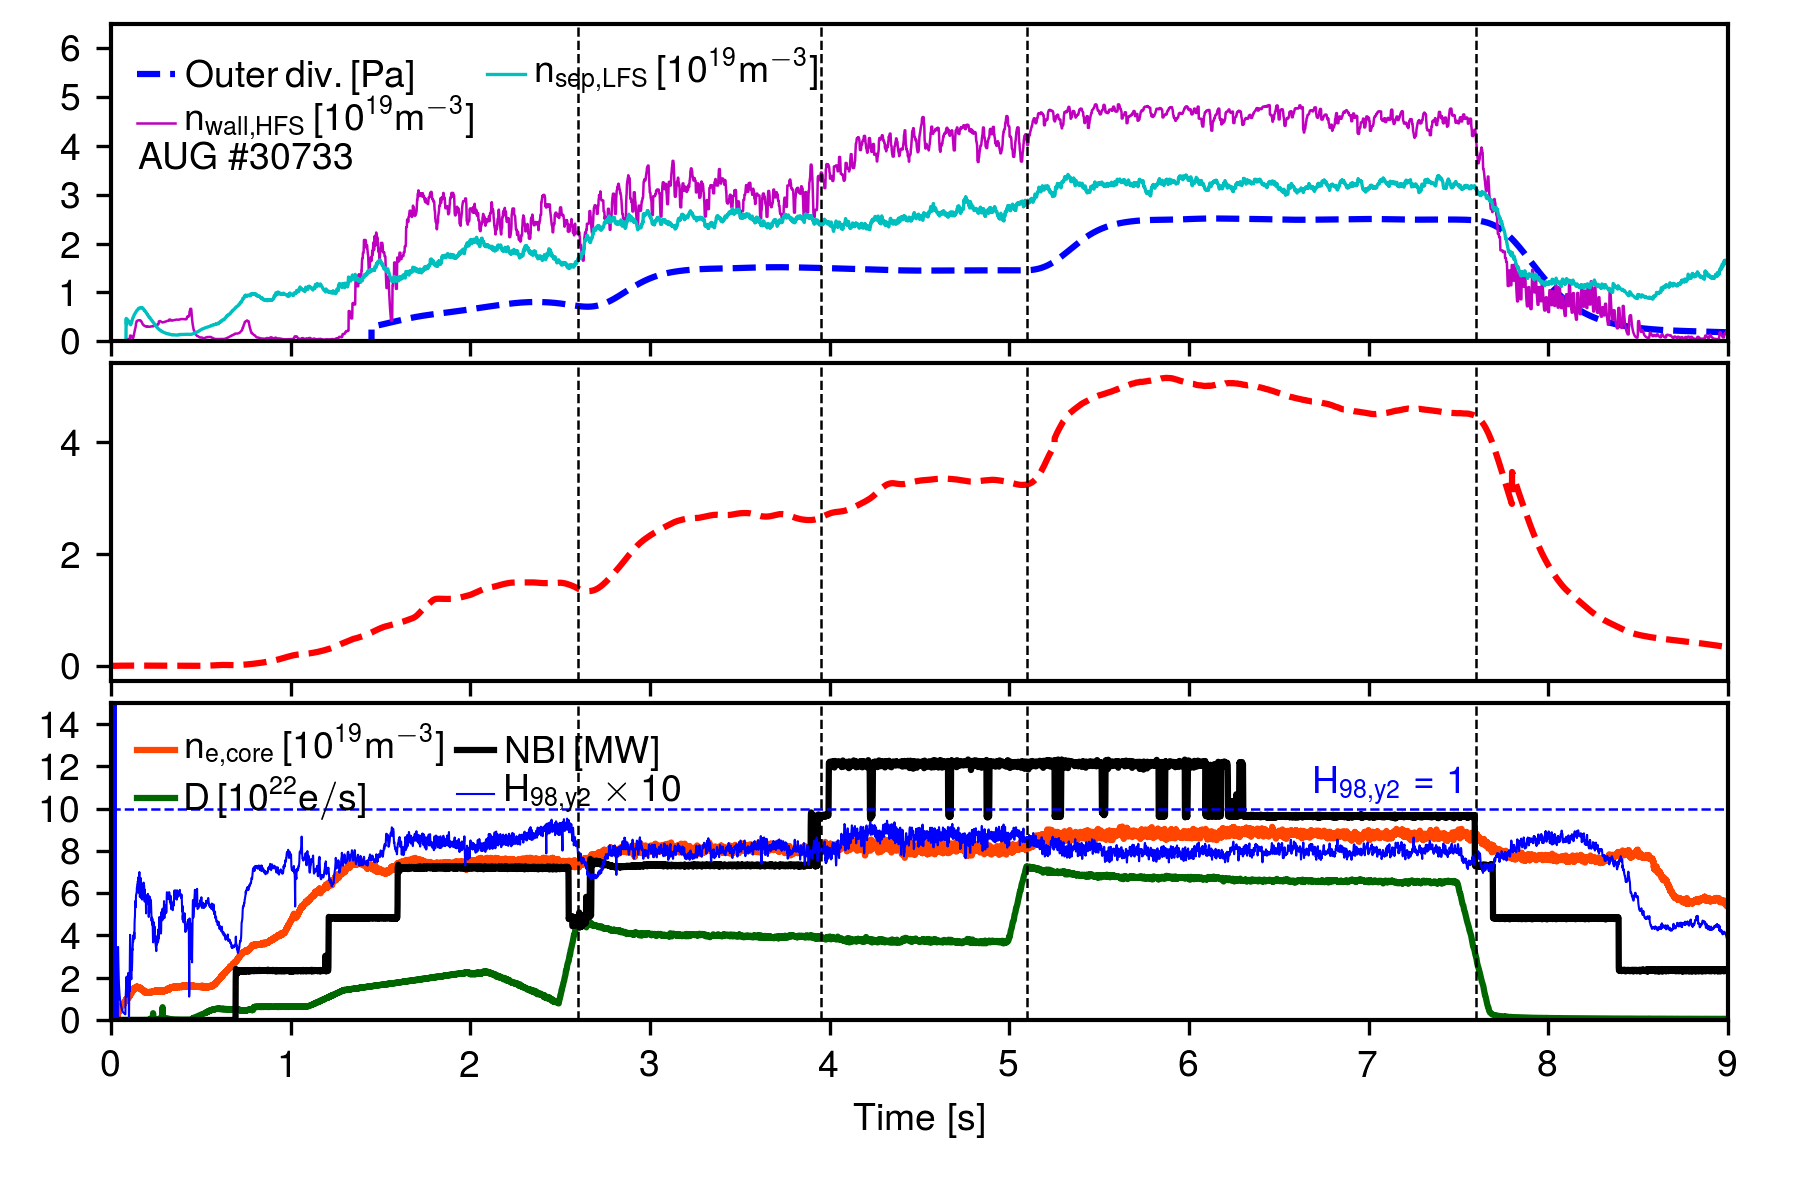 6
5
4
3
2
1
0
Outer div. [Pa]
n_sep,LFS [10^19 m^−3]
n_wall,HFS [10^19 m^−3]
AUG #30733
4
2
0
14
12
10
8
6
4
2
0
n_e,core [10^19 m^−3]
NBI [MW]
D [10^22 e/s]
H_98,y2 × 10
H_98,y2 = 1
0 1 2 3 4 5 6 7 8 9
Time [s]